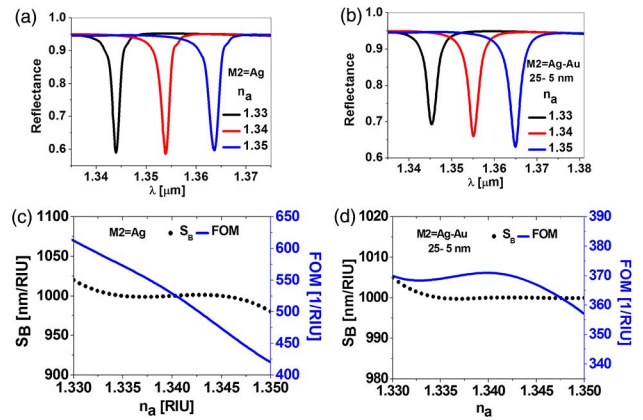 (a)
1.0
0.9
0.8
0.7
0.6
Reflectance
M2=Ag
na
1.33
1.34
1.35
1.34 1.35 1.36 1.37
λ [μm]
(b)
1.0
0.9
0.8
0.7
0.6
Reflectance
M2=Ag-Au
25- 5 nm
na
1.33
1.34
1.35
1.34 1.35 1.36 1.37 1.38
λ [μm]
(c)
1100
1050
1000
950
900
SB [nm/RIU]
M2=Ag
SB FOM
650
600
550
500
450
400
FOM [1/RIU]
1.330 1.335 1.340 1.345 1.350
na [RIU]
(d)
1020
1010
1000
990
980
SB [nm/RIU]
M2=Ag-Au
25- 5 nm
SB FOM
390
380
370
360
350
340
FOM [1/RIU]
1.330 1.335 1.340 1.345 1.350
na